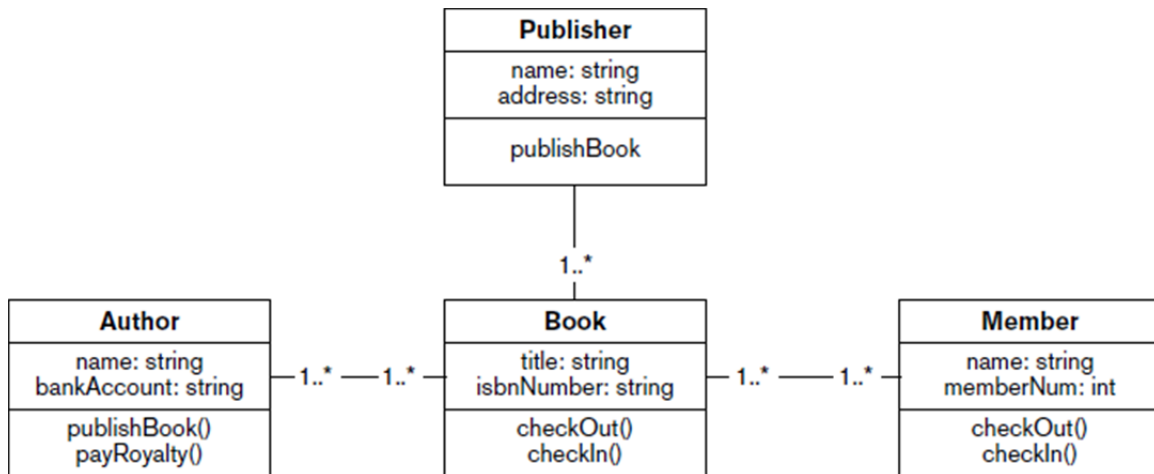 Publisher
name: string
address: string
publishBook
1..*
Author
name: string
bankAccount: string
publishBook()
payRoyalty()
1..*
1..*
Book
title: string
isbnNumber: string
checkOut()
checkIn()
1..*
1..*
Member
name: string
memberNum: int
checkOut()
checkIn()